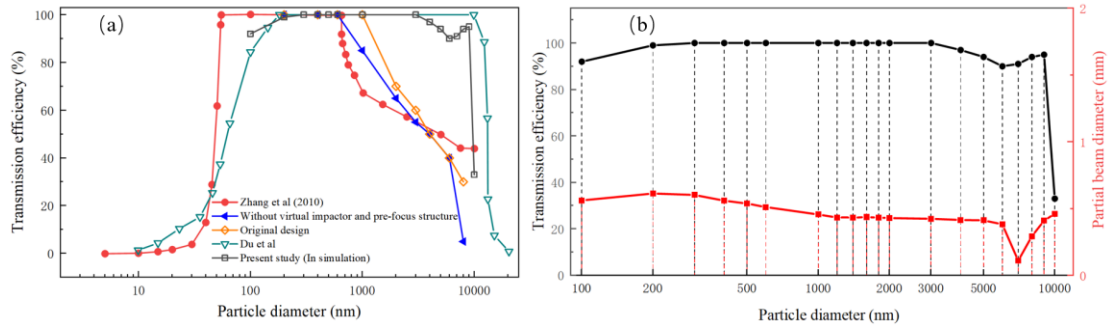 (a)
Transmission efficiency (%)
100
80
60
40
20
0
Zhang et al (2010)
Without virtual impactor and pre-focus structure
Original design
Du et al
Present study (In simulation)
10
100
1000
10000
Particle diameter (nm)
(b)
Transmission efficiency (%)
100
80
60
40
20
0
2
1
0
Partial beam diameter (mm)
100
200
300
500
1000
2000
3000
5000
10000
Particle diameter (nm)